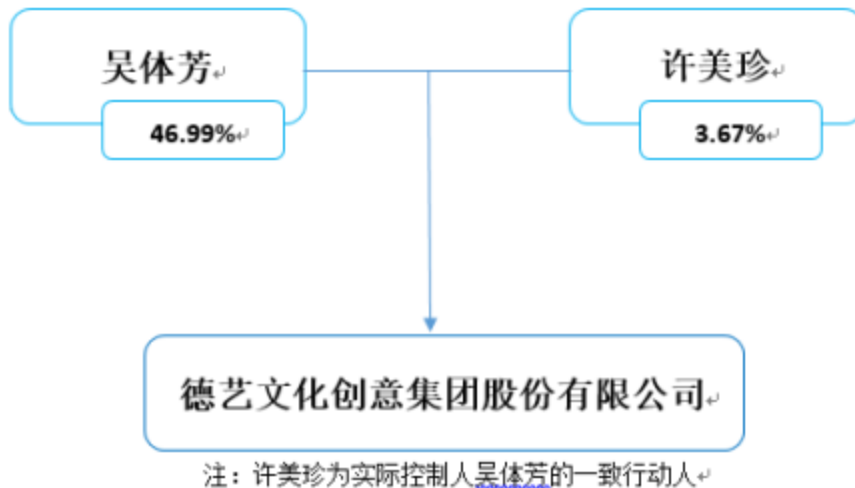 吴体芳
许美珍
46.99%
3.67%
德艺文化创意集团股份有限公司
注：许美珍为实际控制人吴体芳的一致行动人